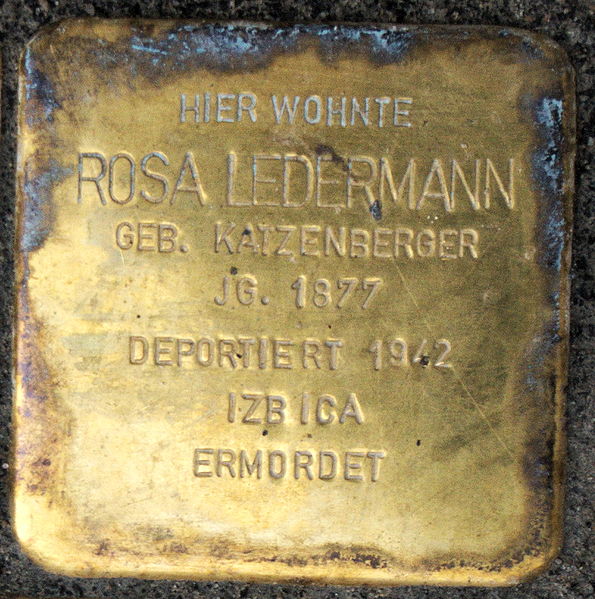 HIER WOHNTE
ROSA LEDERMANN
GEB. KATZENBERGER
JG. 1877
DEPORTIERT 1942
IZBICA
ERMORDET